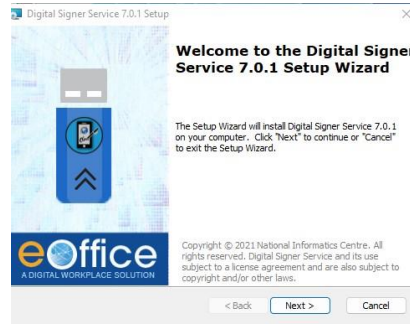 Digital Signer Service 7.0.1 Setup
Welcome to the Digital Signer
Service 7.0.1 Setup Wizard
The Setup Wizard will install Digital Signer Service 7.0.1
on your computer. Click "Next" to continue or "Cancel"
to exit the Setup Wizard.
eOffice
A DIGITAL WORKPLACE SOLUTION
Copyright © 2021 National Informatics Centre. All
rights reserved. Digital Signer Service and its use
subject to a license agreement and are also subject to
copyright and/or other laws.
< Back Next > Cancel